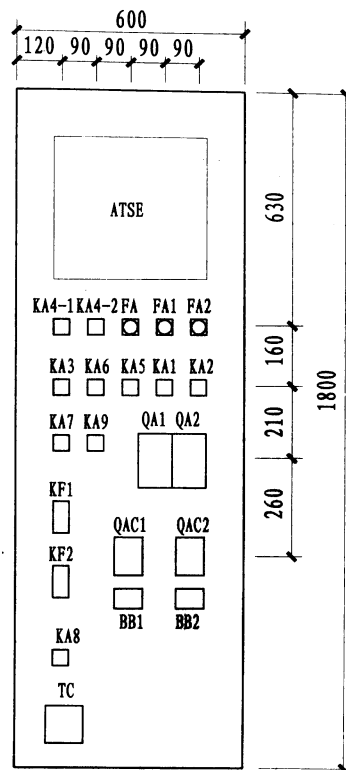 600
120 90 90 90 90
ATSE
630
KA4-1 KA4-2 FA FA1 FA2
160
KA3 KA6 KA5 KA1 KA2
1800
210
KA7 KA9 QA1 QA2
260
KF1
QAC1 QAC2
KF2
BB1 BB2
KA8
TC